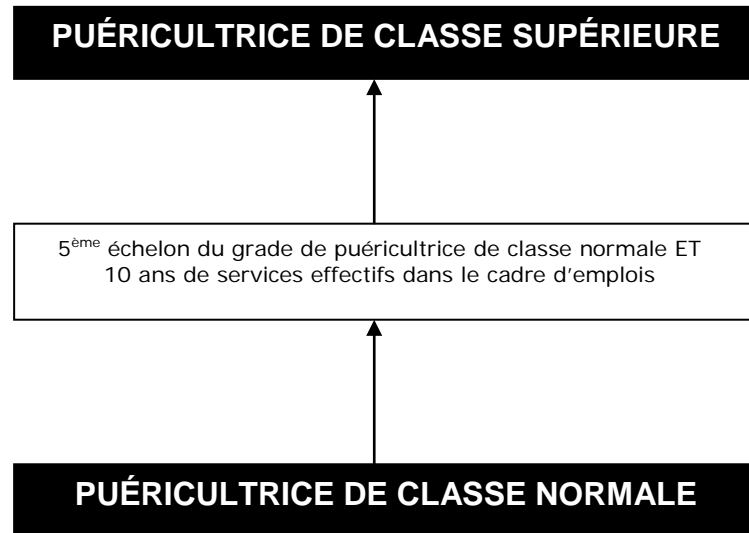 PUÉRICULTRICE DE CLASSE SUPÉRIEURE
5ème échelon du grade de puéricultrice de classe normale ET
10 ans de services effectifs dans le cadre d'emplois
PUÉRICULTRICE DE CLASSE NORMALE